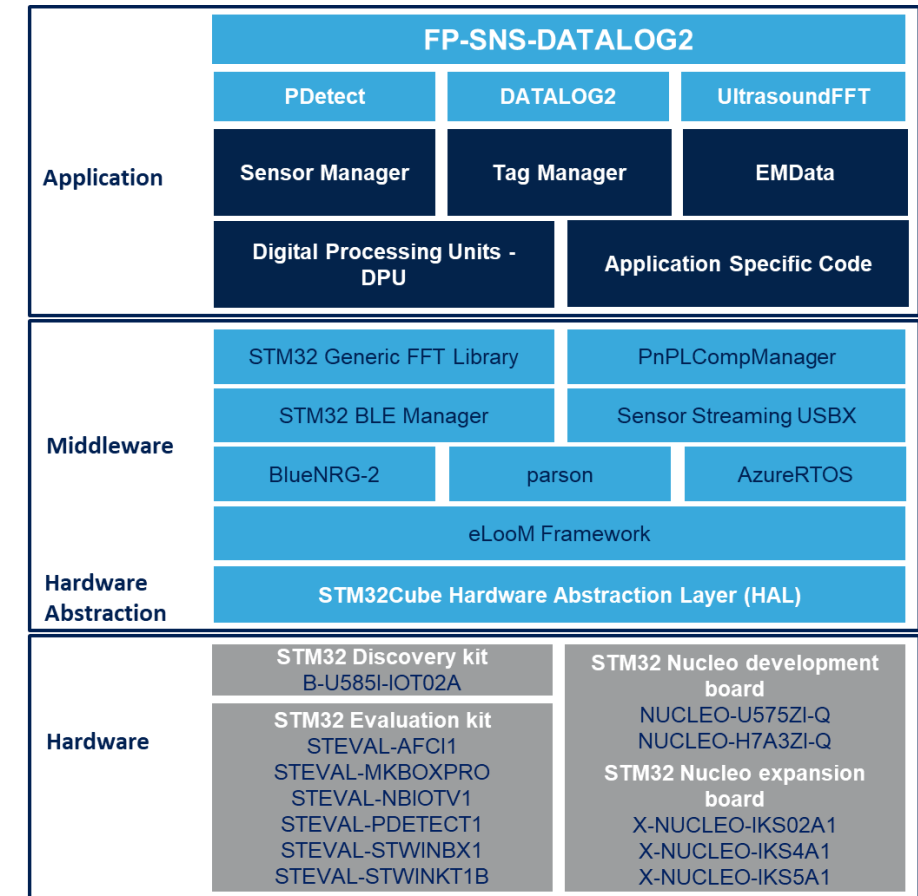 FP-SNS-DATALOG2
PDetect
DATALOG2
UltrasoundFFT
Application
Sensor Manager
Tag Manager
EMData
Digital Processing Units -
DPU
Application Specific Code
STM32 Generic FFT Library
PnPLCompManager
STM32 BLE Manager
Sensor Streaming USBX
Middleware
BlueNRG-2
parson
AzureRTOS
eLooM Framework
Hardware
Abstraction
STM32Cube Hardware Abstraction Layer (HAL)
Hardware
STM32 Discovery kit
B-U585I-IOT02A
STM32 Evaluation kit
STEVAL-AFCI1
STEVAL-MKBOXPRO
STEVAL-NBIOTV1
STEVAL-PDETECT1
STEVAL-STWINBX1
STEVAL-STWINKT1B
STM32 Nucleo development
board
NUCLEO-U575ZI-Q
NUCLEO-H7A3ZI-Q
STM32 Nucleo expansion
board
X-NUCLEO-IKS02A1
X-NUCLEO-IKS4A1
X-NUCLEO-IKS5A1